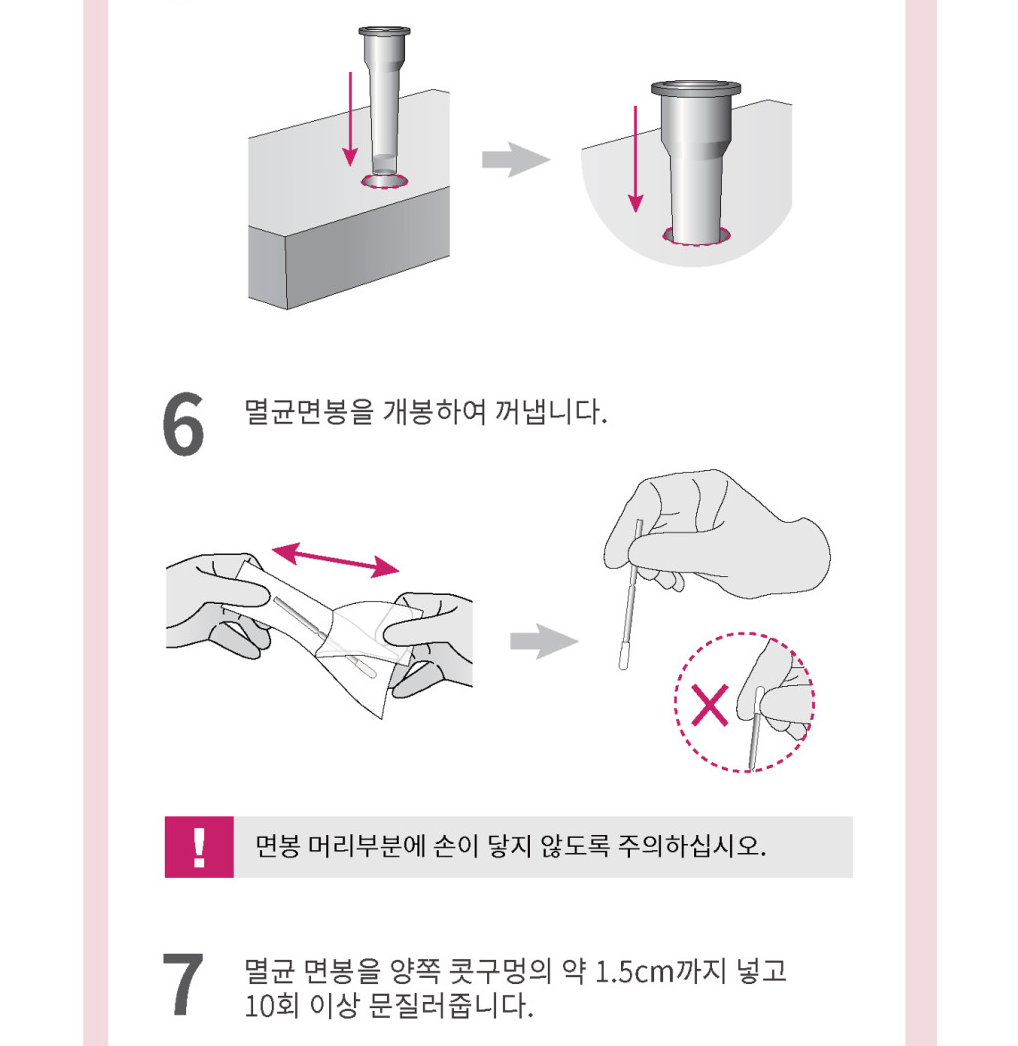 6
멸균면봉을 개봉하여 꺼냅니다.
!
면봉 머리부분에 손이 닿지 않도록 주의하십시오.
7
멸균 면봉을 양쪽 콧구멍의 약 1.5cm까지 넣고
10회 이상 문질러줍니다.